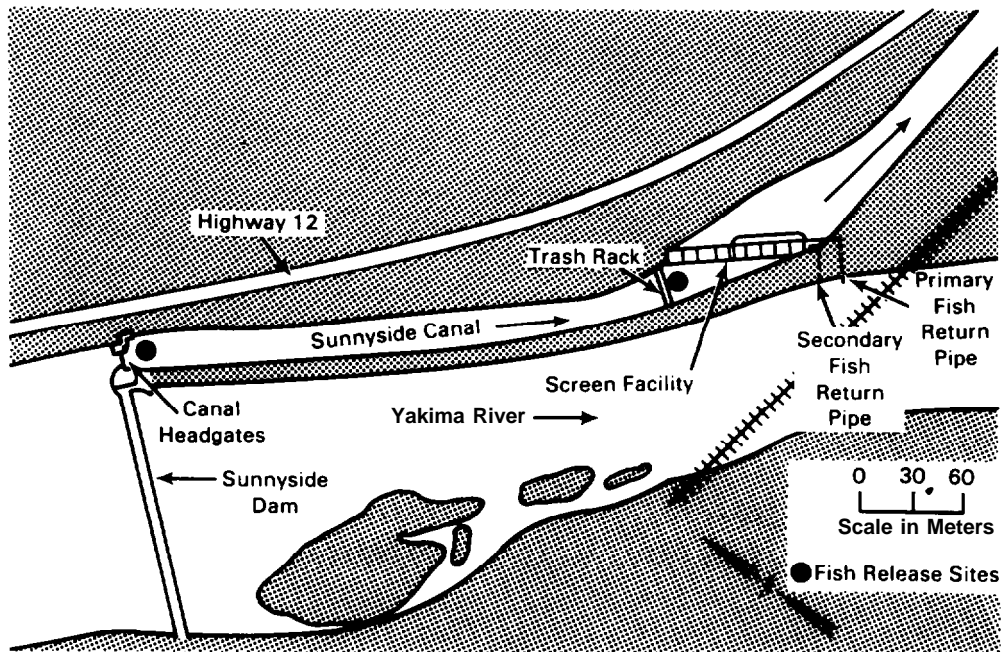 Highway 12
Trash Rack
Sunnyside Canal
Primary
Fish
Return
Pipe
Secondary
Fish
Return
Pipe
Screen Facility
Canal
Headgates
Yakima River
Sunnyside
Dam
0 30 60
Scale in Meters
Fish Release Sites